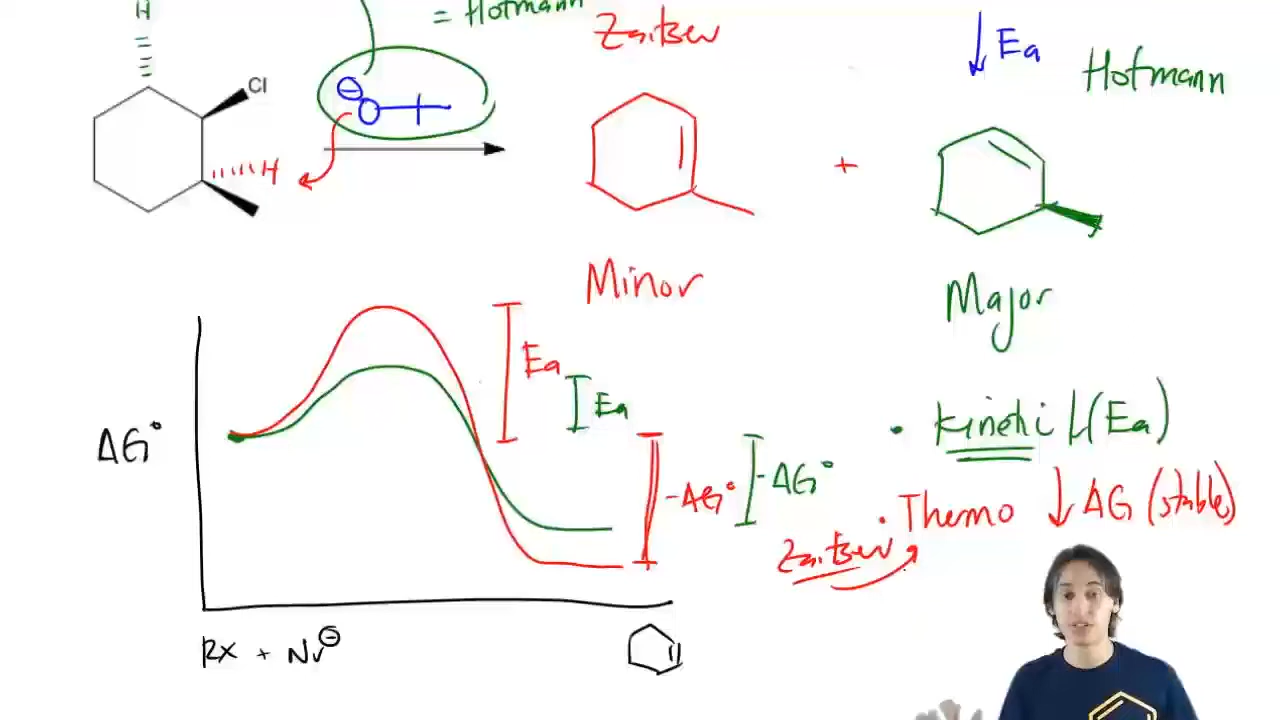 H
= Hofmann
Zaitsev
↓ Ea
Hofmann
Cl
⊖
O
H
+
Minor
Major
Ea
Ea
ΔG°
-ΔG°
-ΔG°
• Kinetic ↓(Ea)
• Thermo ↓ ΔG (stable)
Zaitsev
RX + Nu⊖